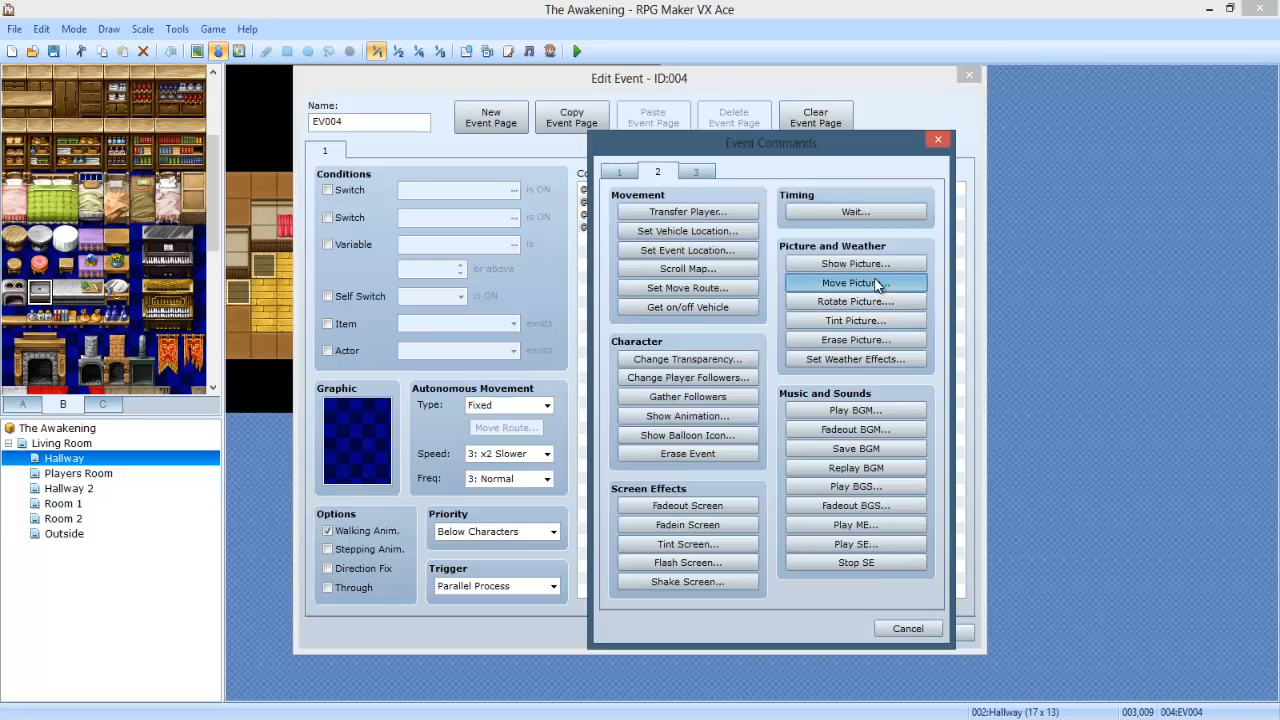 The Awakening - RPG Maker VX Ace
File Edit Mode Draw Scale Tools Game Help
Edit Event - ID:004
Name:
EV004
New Event Page
Copy Event Page
Paste Event Page
Delete Event Page
Clear Event Page
1
Conditions
Switch ... is ON
Switch ... is ON
Variable ... is
or above
Self Switch is ON
Item exists
Actor exists
Graphic
Autonomous Movement
Type: Fixed
Move Route...
Speed: 3: x2 Slower
Freq: 3: Normal
Options
Walking Anim.
Stepping Anim.
Direction Fix
Through
Priority
Below Characters
Trigger
Parallel Process
Event Commands
1 2 3
Movement
Transfer Player...
Set Vehicle Location...
Set Event Location...
Scroll Map...
Set Move Route...
Get on/off Vehicle
Character
Change Transparency...
Change Player Followers...
Gather Followers
Show Animation...
Show Balloon Icon...
Erase Event
Screen Effects
Fadeout Screen
Fadein Screen
Tint Screen...
Flash Screen...
Shake Screen...
Timing
Wait...
Picture and Weather
Show Picture...
Move Picture...
Rotate Picture....
Tint Picture...
Erase Picture...
Set Weather Effects...
Music and Sounds
Play BGM...
Fadeout BGM...
Save BGM
Replay BGM
Play BGS...
Fadeout BGS...
Play ME...
Play SE...
Stop SE
Cancel
A B C
The Awakening
Living Room
Hallway
Players Room
Hallway 2
Room 1
Room 2
Outside
002:Hallway (17 x 13) 003,009 004:EV004